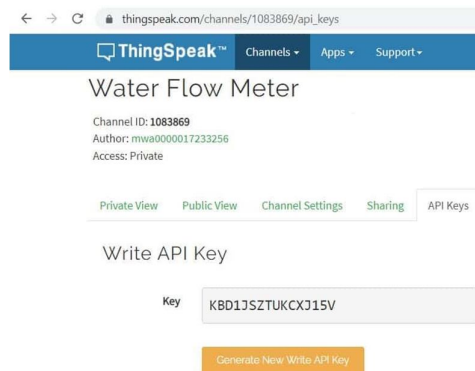 thingspeak.com/channels/1083869/api_keys
ThingSpeak™ Channels Apps Support
Water Flow Meter
Channel ID: 1083869
Author: mwa0000017233256
Access: Private
Private View Public View Channel Settings Sharing API Keys
Write API Key
Key KBD1JSZTUKCXJ15V
Generate New Write API Key